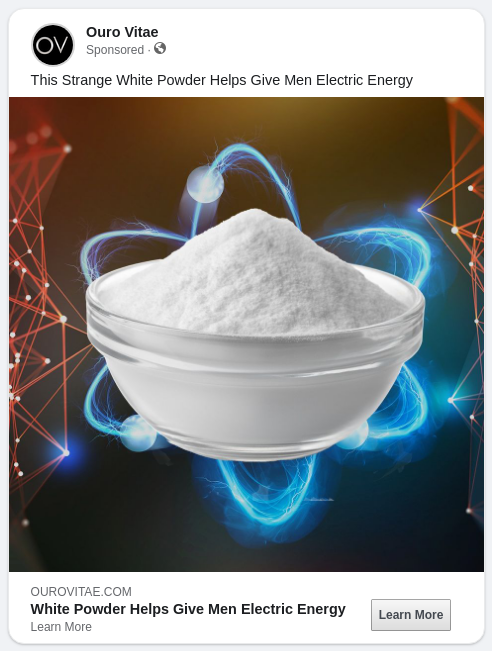 OV
Ouro Vitae
Sponsored ·
This Strange White Powder Helps Give Men Electric Energy
OUROVITAE.COM
White Powder Helps Give Men Electric Energy
Learn More
Learn More